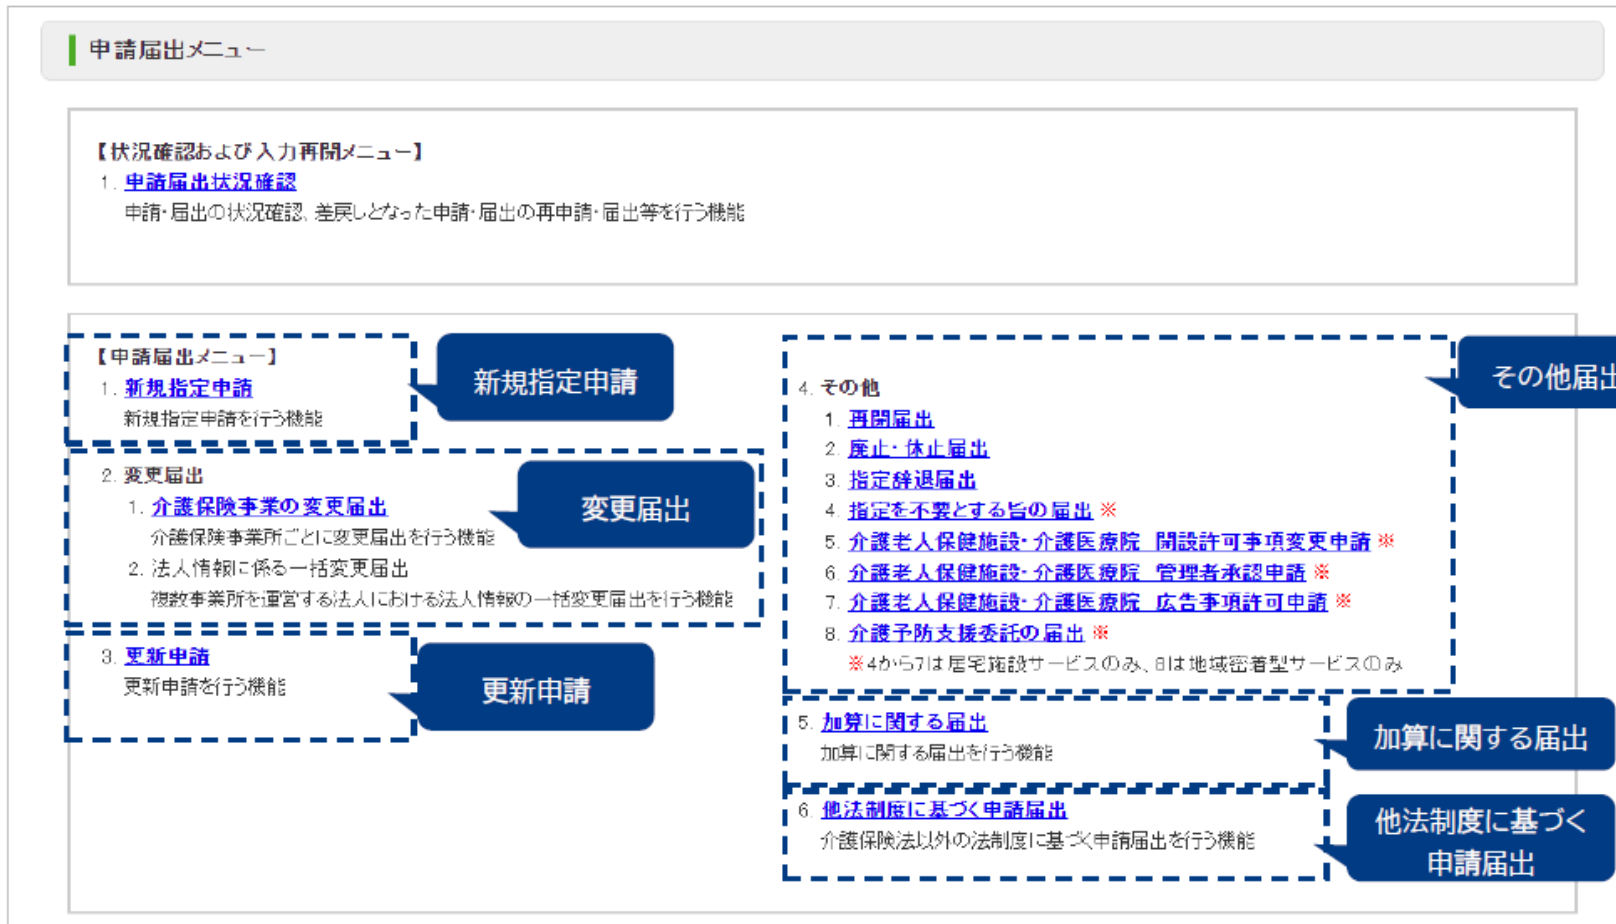 申請届出メニュー
【状況確認および入力再開メニュー】
1. 申請届出状況確認
申請・届出の状況確認、差戻しとなった申請・届出の再申請・届出等を行う機能
【申請届出メニュー】
1. 新規指定申請
新規指定申請を行う機能
新規指定申請
2. 変更届出
1. 介護保険事業の変更届出
介護保険事業所ごとに変更届出を行う機能
2. 法人情報に係る一括変更届出
複数事業所を運営する法人における法人情報の一括変更届出を行う機能
変更届出
3. 更新申請
更新申請を行う機能
更新申請
4. その他
1. 再開届出
2. 廃止・休止届出
3. 指定辞退届出
4. 指定を不要とする旨の届出 ※
5. 介護老人保健施設・介護医療院 開設許可事項変更申請 ※
6. 介護老人保健施設・介護医療院 管理者承認申請 ※
7. 介護老人保健施設・介護医療院 広告事項許可申請 ※
8. 介護予防支援委託の届出 ※
※4から7は居宅施設サービスのみ、8は地域密着型サービスのみ
その他届出
5. 加算に関する届出
加算に関する届出を行う機能
加算に関する届出
6. 他法制度に基づく申請届出
介護保険法以外の法制度に基づく申請届出を行う機能
他法制度に基づく
申請届出